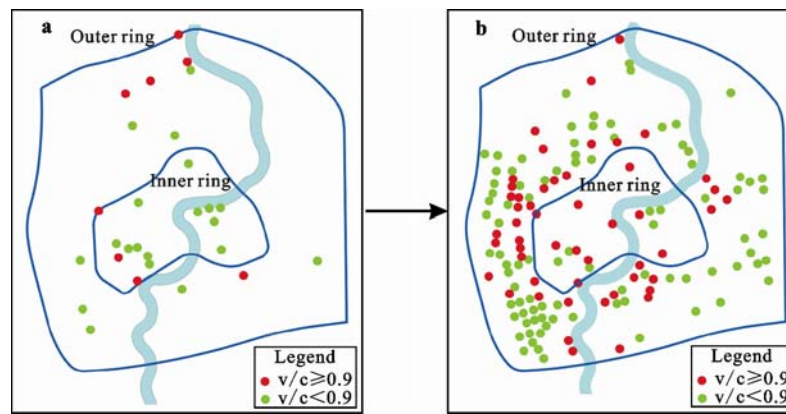 a
Outer ring
Inner ring
Legend
v/c≥0.9
v/c<0.9
b
Outer ring
Inner ring
Legend
v/c≥0.9
v/c<0.9